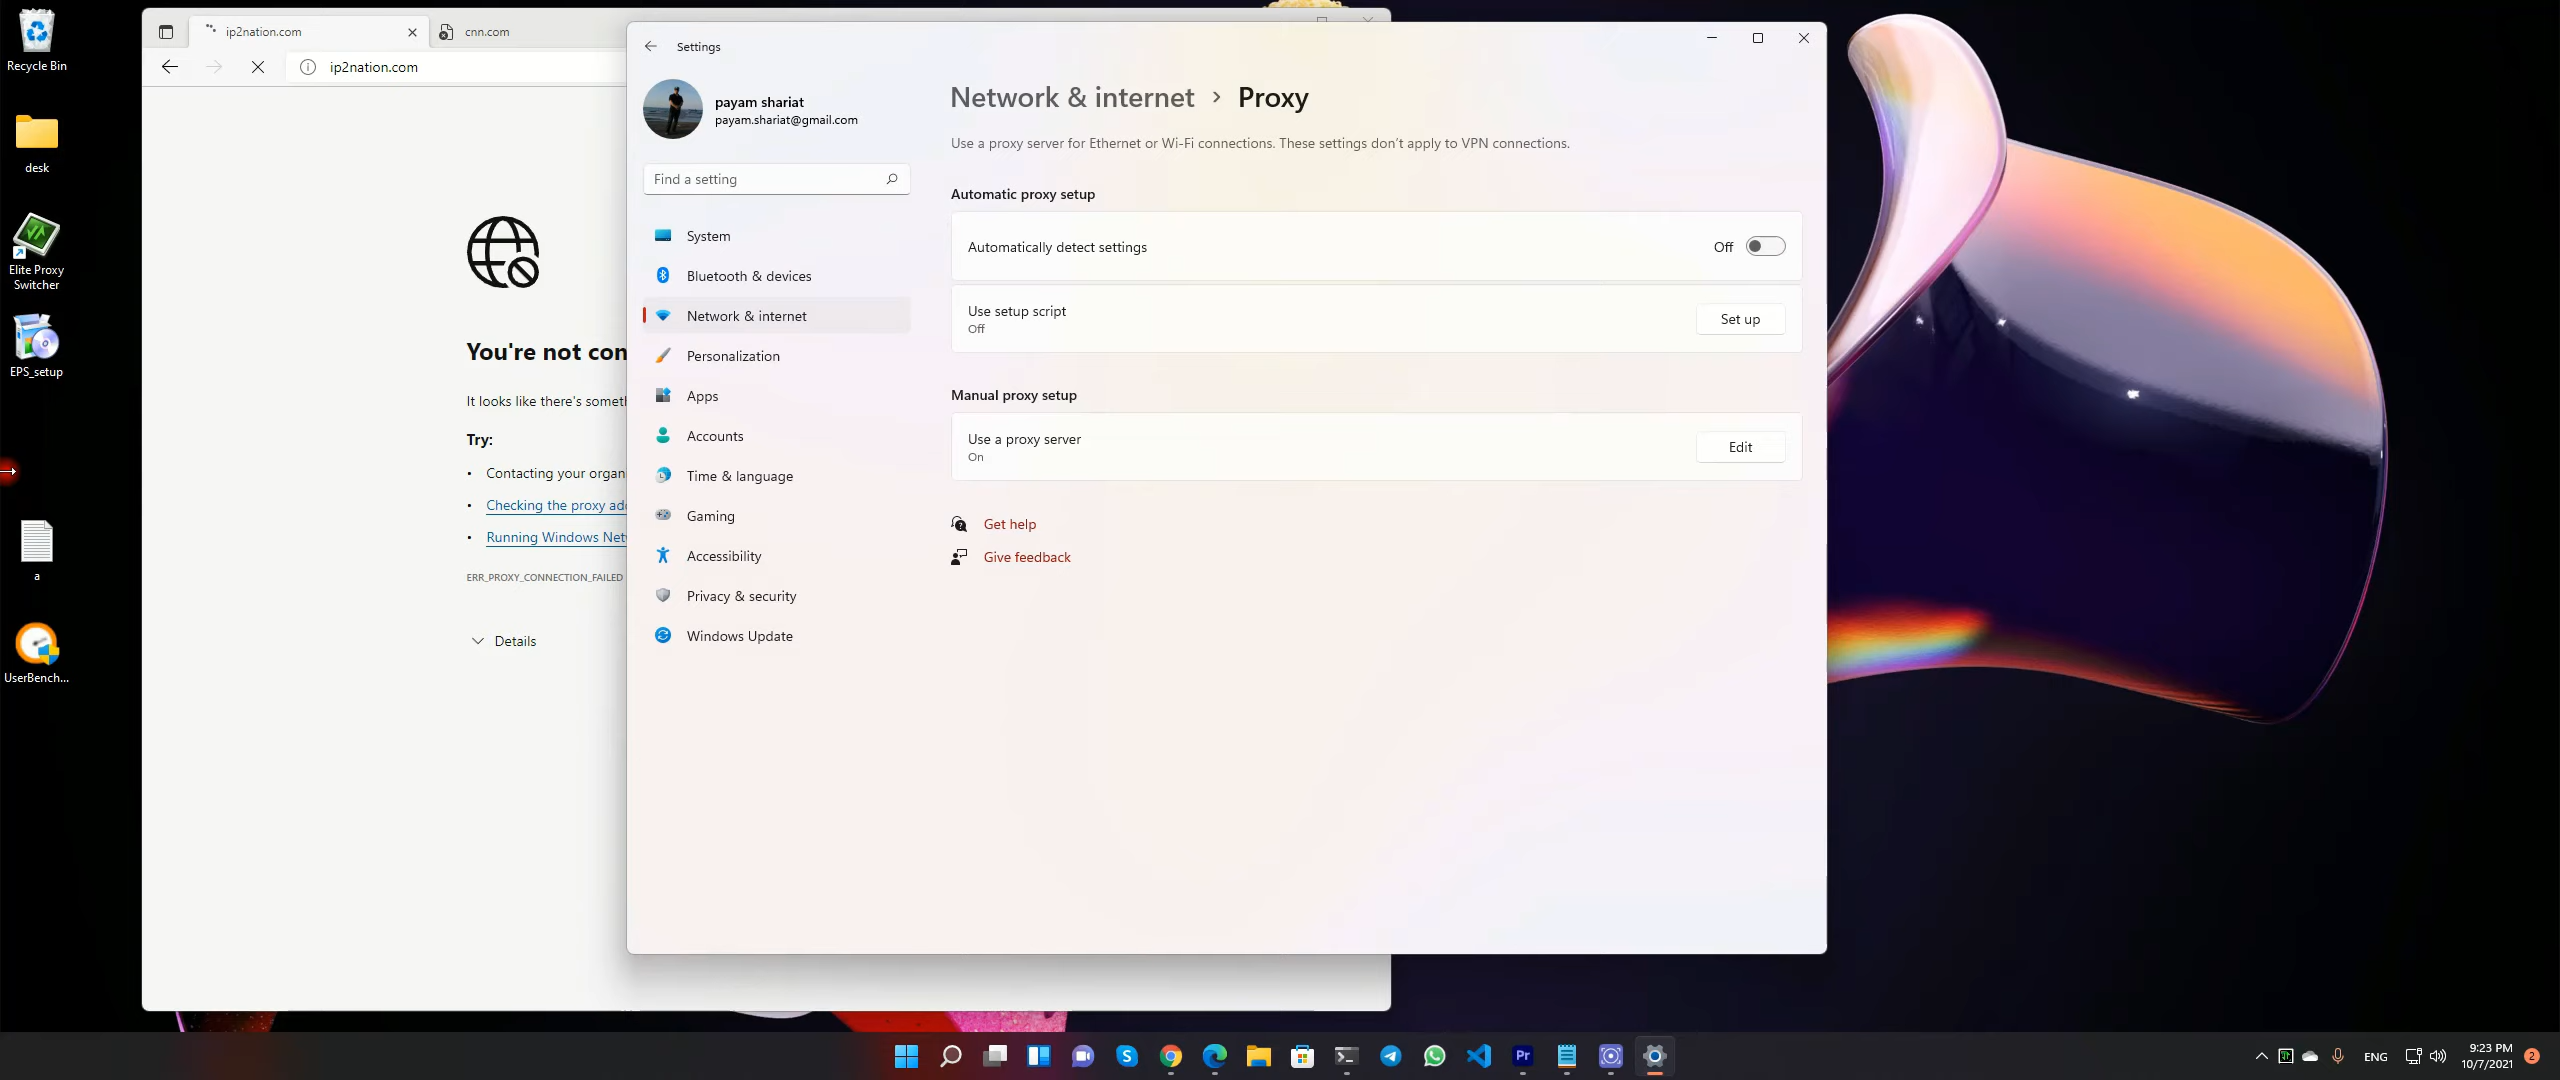 Recycle Bin
desk
Elite Proxy
Switcher
EPS_setup
a
UserBench...
ip2nation.com
cnn.com
ip2nation.com
You're not con
It looks like there's someth
Try:
• Contacting your organi
• Checking the proxy add
• Running Windows Netw
ERR_PROXY_CONNECTION_FAILED
Details
Settings
payam shariat
payam.shariat@gmail.com
Find a setting
System
Bluetooth & devices
Network & internet
Personalization
Apps
Accounts
Time & language
Gaming
Accessibility
Privacy & security
Windows Update
Network & internet › Proxy
Use a proxy server for Ethernet or Wi-Fi connections. These settings don't apply to VPN connections.
Automatic proxy setup
Automatically detect settings
Off
Use setup script
Off
Set up
Manual proxy setup
Use a proxy server
On
Edit
Get help
Give feedback
Pr
ENG
9:23 PM
10/7/2021
2